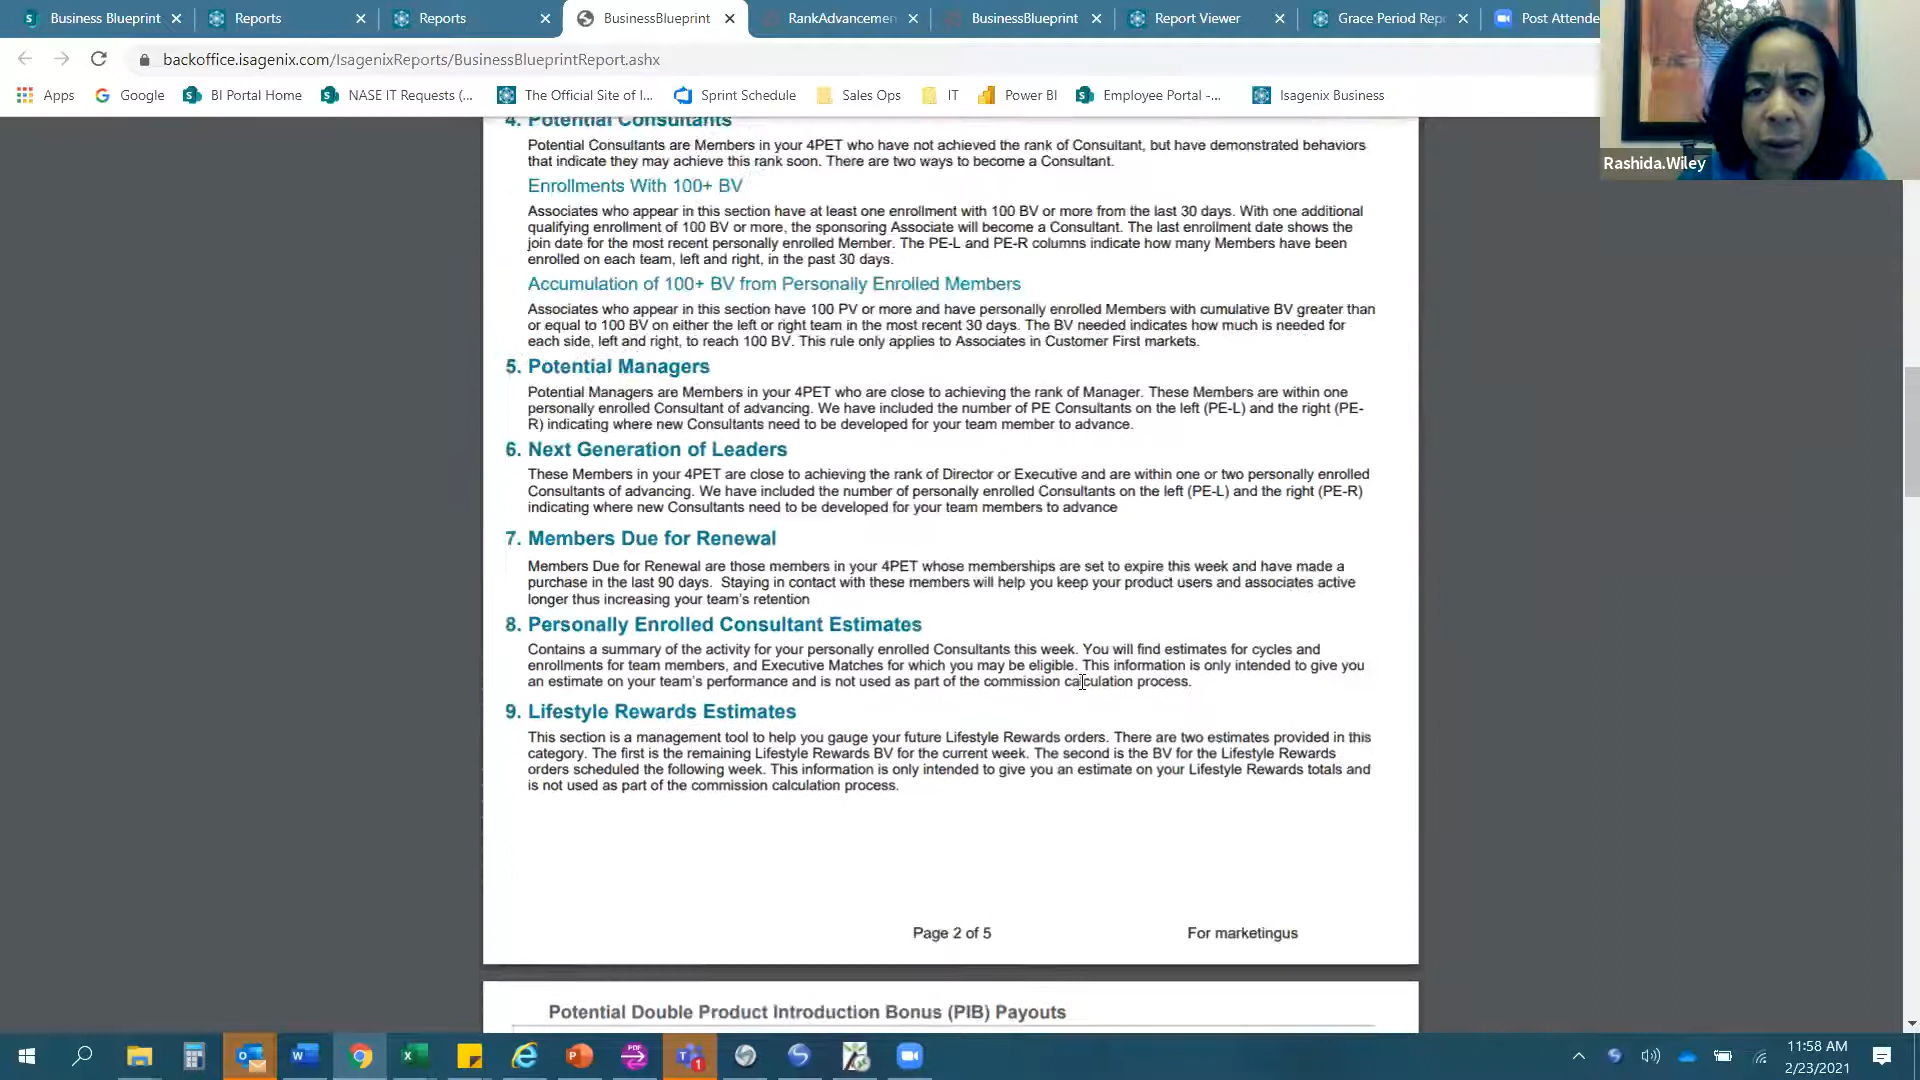 Business Blueprint
Reports
Reports
BusinessBlueprint
RankAdvancemen
BusinessBlueprint
Report Viewer
Grace Period Rep
Post Attende
backoffice.isagenix.com/IsagenixReports/BusinessBlueprintReport.ashx
Apps
Google
BI Portal Home
NASE IT Requests (...
The Official Site of I...
Sprint Schedule
Sales Ops
IT
Power BI
Employee Portal -...
Isagenix Business
Rashida.Wiley
4. Potential Consultants
Potential Consultants are Members in your 4PET who have not achieved the rank of Consultant, but have demonstrated behaviors
that indicate they may achieve this rank soon. There are two ways to become a Consultant.
Enrollments With 100+ BV
Associates who appear in this section have at least one enrollment with 100 BV or more from the last 30 days. With one additional
qualifying enrollment of 100 BV or more, the sponsoring Associate will become a Consultant. The last enrollment date shows the
join date for the most recent personally enrolled Member. The PE-L and PE-R columns indicate how many Members have been
enrolled on each team, left and right, in the past 30 days.
Accumulation of 100+ BV from Personally Enrolled Members
Associates who appear in this section have 100 PV or more and have personally enrolled Members with cumulative BV greater than
or equal to 100 BV on either the left or right team in the most recent 30 days. The BV needed indicates how much is needed for
each side, left and right, to reach 100 BV. This rule only applies to Associates in Customer First markets.
5. Potential Managers
Potential Managers are Members in your 4PET who are close to achieving the rank of Manager. These Members are within one
personally enrolled Consultant of advancing. We have included the number of PE Consultants on the left (PE-L) and the right (PE-
R) indicating where new Consultants need to be developed for your team member to advance.
6. Next Generation of Leaders
These Members in your 4PET are close to achieving the rank of Director or Executive and are within one or two personally enrolled
Consultants of advancing. We have included the number of personally enrolled Consultants on the left (PE-L) and the right (PE-R)
indicating where new Consultants need to be developed for your team members to advance
7. Members Due for Renewal
Members Due for Renewal are those members in your 4PET whose memberships are set to expire this week and have made a
purchase in the last 90 days. Staying in contact with these members will help you keep your product users and associates active
longer thus increasing your team's retention
8. Personally Enrolled Consultant Estimates
Contains a summary of the activity for your personally enrolled Consultants this week. You will find estimates for cycles and
enrollments for team members, and Executive Matches for which you may be eligible. This information is only intended to give you
an estimate on your team's performance and is not used as part of the commission calculation process.
9. Lifestyle Rewards Estimates
This section is a management tool to help you gauge your future Lifestyle Rewards orders. There are two estimates provided in this
category. The first is the remaining Lifestyle Rewards BV for the current week. The second is the BV for the Lifestyle Rewards
orders scheduled the following week. This information is only intended to give you an estimate on your Lifestyle Rewards totals and
is not used as part of the commission calculation process.
Page 2 of 5
For marketingus
Potential Double Product Introduction Bonus (PIB) Payouts
11:58 AM
2/23/2021